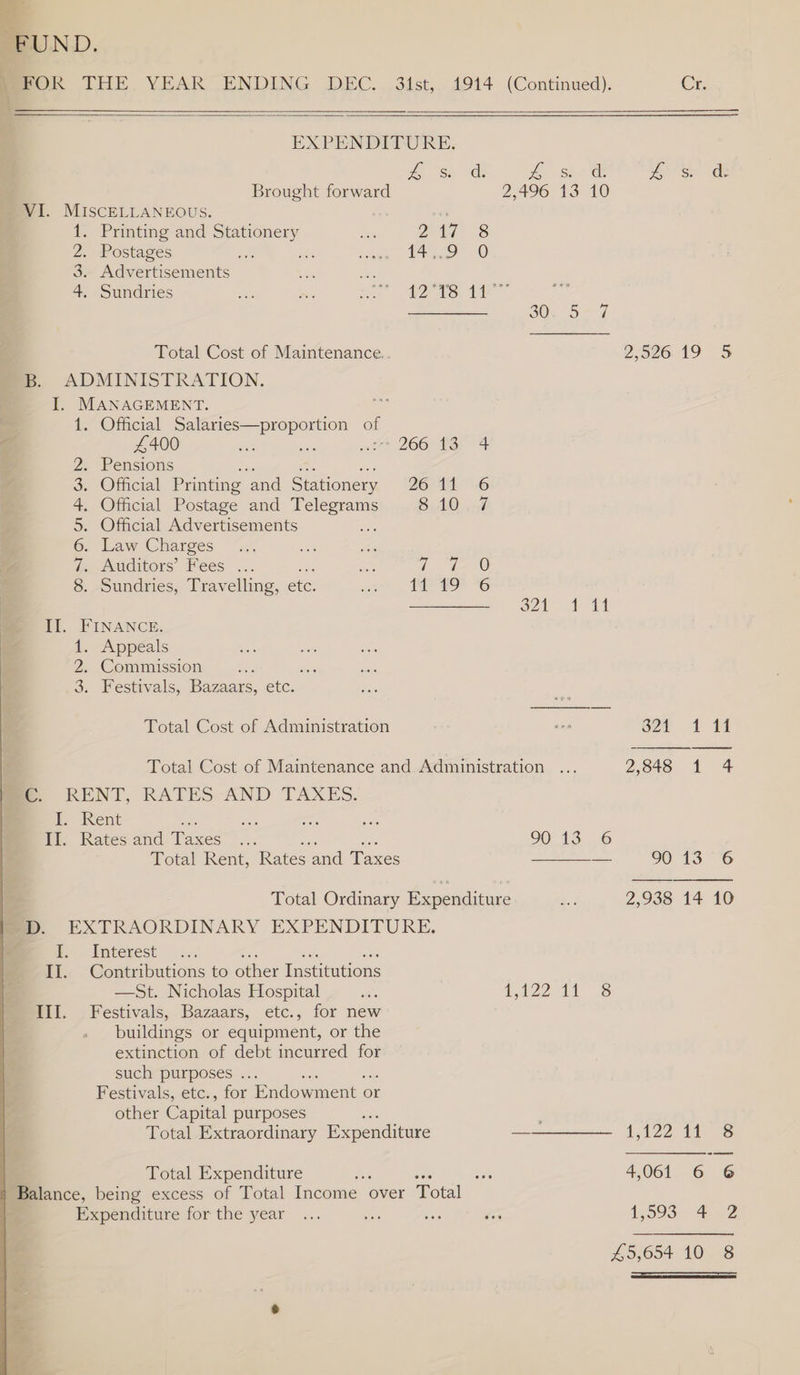 FUND.
FOR THE YEAR ENDING DEC. 31st, 1914 (Continued). Cr.
EXPENDITURE.
£ s. d. £ s. d. £ s. d.
Brought forward 2,496 13 10
VI. MISCELLANEOUS.
1. Printing and Stationery ... 2 17 8
2. Postages ... ... ... 14 9 0
3. Advertisements ... ...
4. Sundries ... ... ... 12 18 11 ...
30 5 7
Total Cost of Maintenance. 2,526 19 5
B. ADMINISTRATION.
I. MANAGEMENT. ...
1. Official Salaries—proportion of
£400 ... ... ... 266 13 4
2. Pensions ... ... ...
3. Official Printing and Stationery 26 11 6
4. Official Postage and Telegrams 8 10 7
5. Official Advertisements ...
6. Law Charges ... ... ...
7. Auditors' Fees ... ... ... 7 7 0
8. Sundries, Travelling, etc. ... 11 19 6
321 1 11
II. FINANCE.
1. Appeals ... ... ...
2. Commission ... ... ...
3. Festivals, Bazaars, etc. ...
...
Total Cost of Administration ... 321 1 11
Total Cost of Maintenance and Administration ... 2,848 1 4
C. RENT, RATES AND TAXES.
I. Rent ... ... ... ...
II. Rates and Taxes ... ... ... 90 13 6
Total Rent, Rates and Taxes 90 13 6
Total Ordinary Expenditure ... 2,938 14 10
D. EXTRAORDINARY EXPENDITURE.
I. Interest ... ... ... ...
II. Contributions to other Institutions
—St. Nicholas Hospital ... 1,122 11 8
III. Festivals, Bazaars, etc., for new
buildings or equipment, or the
extinction of debt incurred for
such purposes ... ... ...
Festivals, etc., for Endowment or
other Capital purposes ...
Total Extraordinary Expenditure 1,122 11 8
Total Expenditure ... ... ... 4,061 6 6
Balance, being excess of Total Income over Total
Expenditure for the year ... ... ... ... 1,593 4 2
£5,654 10 8